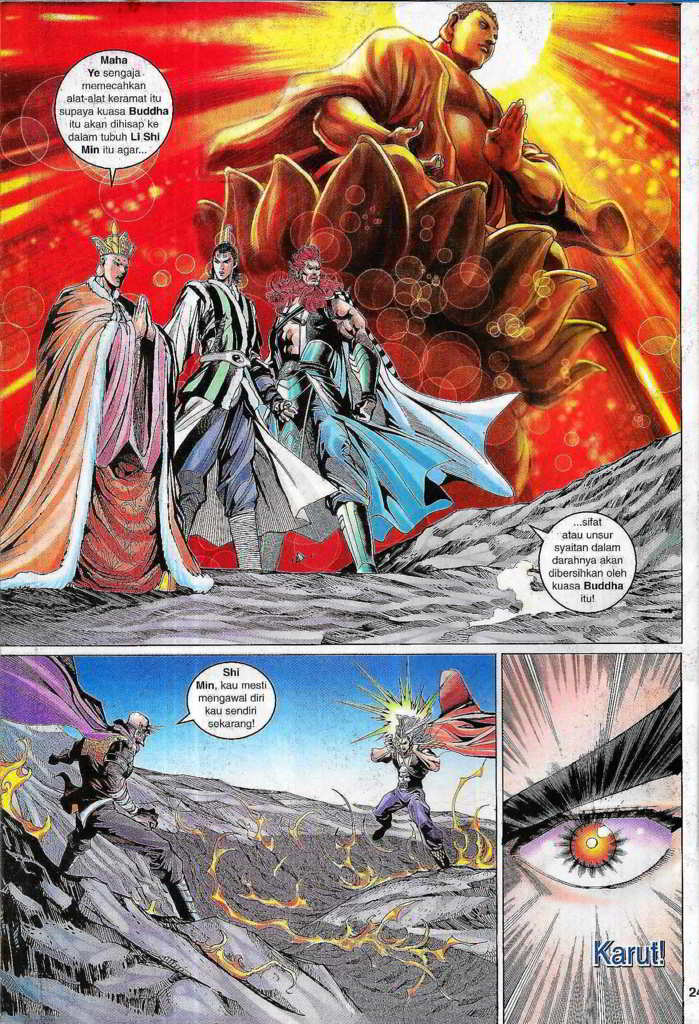 Maha
Ye sengaja
memecahkan
alat-alat keramat itu
supaya kuasa Buddha
itu akan dihisap ke
dalam tubuh Li Shi
Min itu agar...
...sifat
atau unsur
syaitan dalam
darahnya akan
dibersihkan oleh
kuasa Buddha
itu!
Shi
Min, kau mesti
mengawal diri
kau sendiri
sekarang!
Karut!